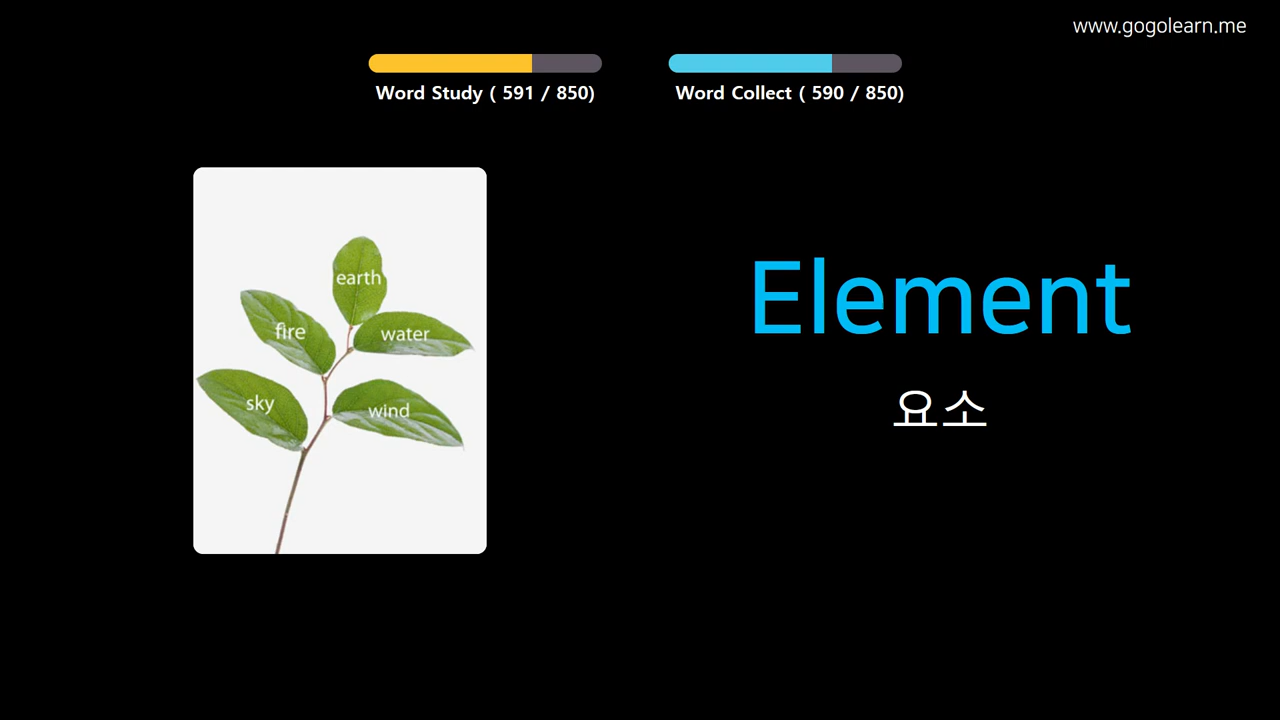 www.gogolearn.me
Word Study ( 591 / 850)
Word Collect ( 590 / 850)
earth
fire
water
sky
wind
Element
요소